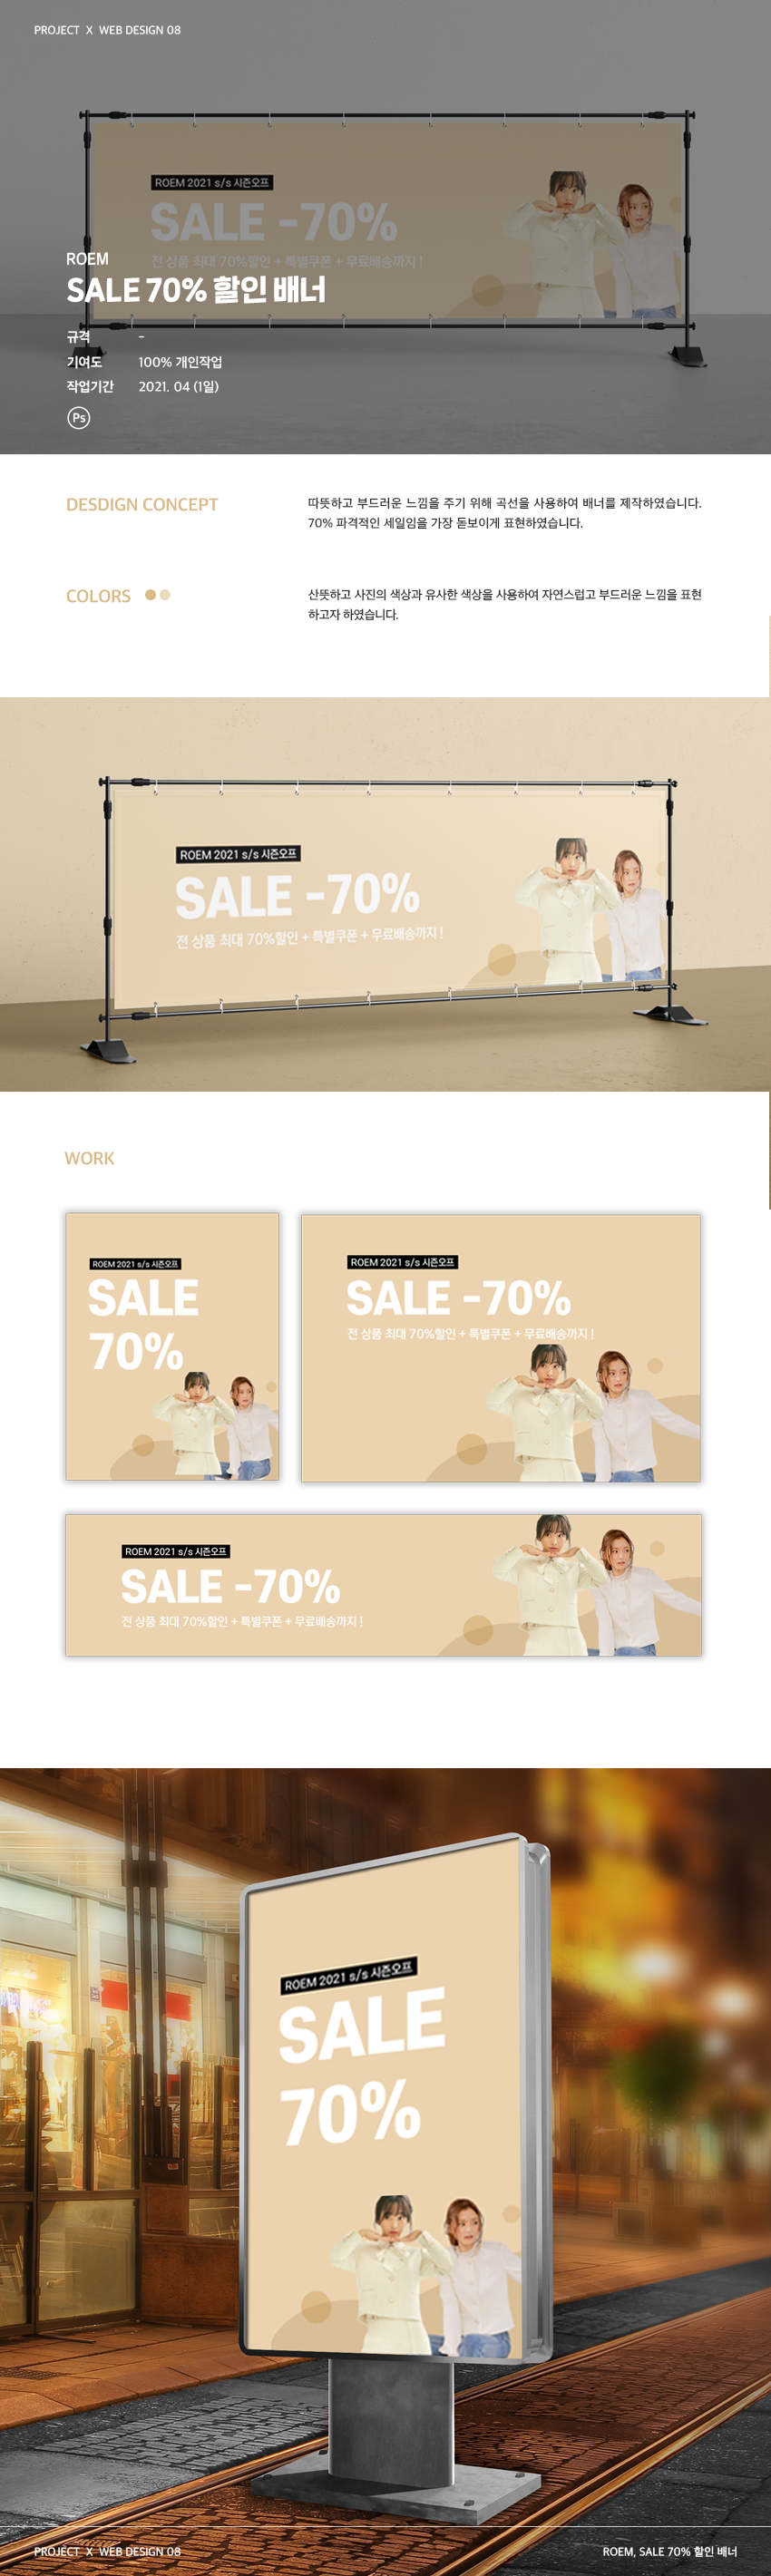 PROJECT X WEB DESIGN 08
ROEM 2021 s/s 시즌오프
SALE -70%
전 상품 최대 70%할인 + 특별쿠폰 + 무료배송까지 !
ROEM
SALE 70% 할인 배너
규격 -
기여도 100% 개인작업
작업기간 2021. 04 (1일)
Ps
DESDIGN CONCEPT
따뜻하고 부드러운 느낌을 주기 위해 곡선을 사용하여 배너를 제작하였습니다.
70% 파격적인 세일임을 가장 돋보이게 표현하였습니다.
COLORS
산뜻하고 사진의 색상과 유사한 색상을 사용하여 자연스럽고 부드러운 느낌을 표현
하고자 하였습니다.
ROEM 2021 s/s 시즌오프
SALE -70%
전 상품 최대 70%할인 + 특별쿠폰 + 무료배송까지 !
WORK
ROEM 2021 s/s 시즌오프
SALE
70%
ROEM 2021 s/s 시즌오프
SALE -70%
전 상품 최대 70%할인 + 특별쿠폰 + 무료배송까지 !
ROEM 2021 s/s 시즌오프
SALE -70%
전 상품 최대 70%할인 + 특별쿠폰 + 무료배송까지 !
ROEM 2021 s/s 시즌오프
SALE
70%
PROJECT X WEB DESIGN 08
ROEM, SALE 70% 할인 배너